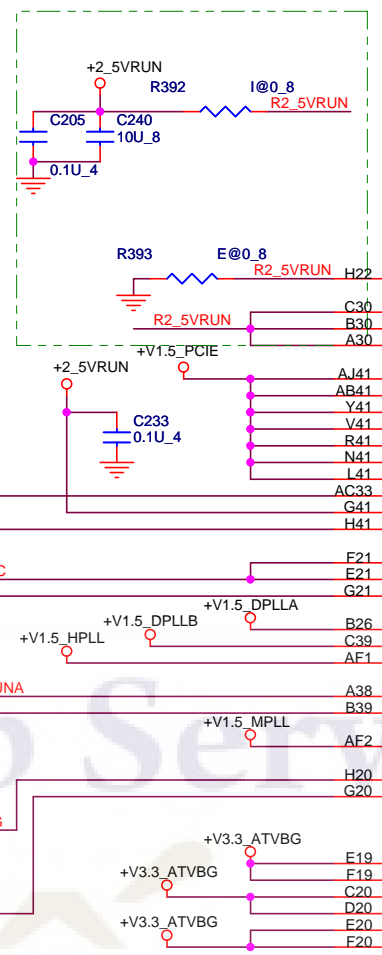 +2_5VRUN
R392 I@0_8
R2_5VRUN
C205 C240
10U_8
0.1U_4
R393 E@0_8
R2_5VRUN H22
C30
R2_5VRUN B30
A30
+V1.5_PCIE
+2_5VRUN
AJ41
AB41
Y41
C233 V41
0.1U_4
R41
N41
L41
AC33
G41
H41
F21
C E21
G21
+V1.5_DPLLA
+V1.5_DPLLB B26
+V1.5_HPLL C39
AF1
UNA A38
B39
+V1.5_MPLL
AF2
o Serv
H20
G20
G
+V3.3_ATVBG
E19
+V3.3_ATVBG F19
C20
D20
+V3.3_ATVBG E20
F20